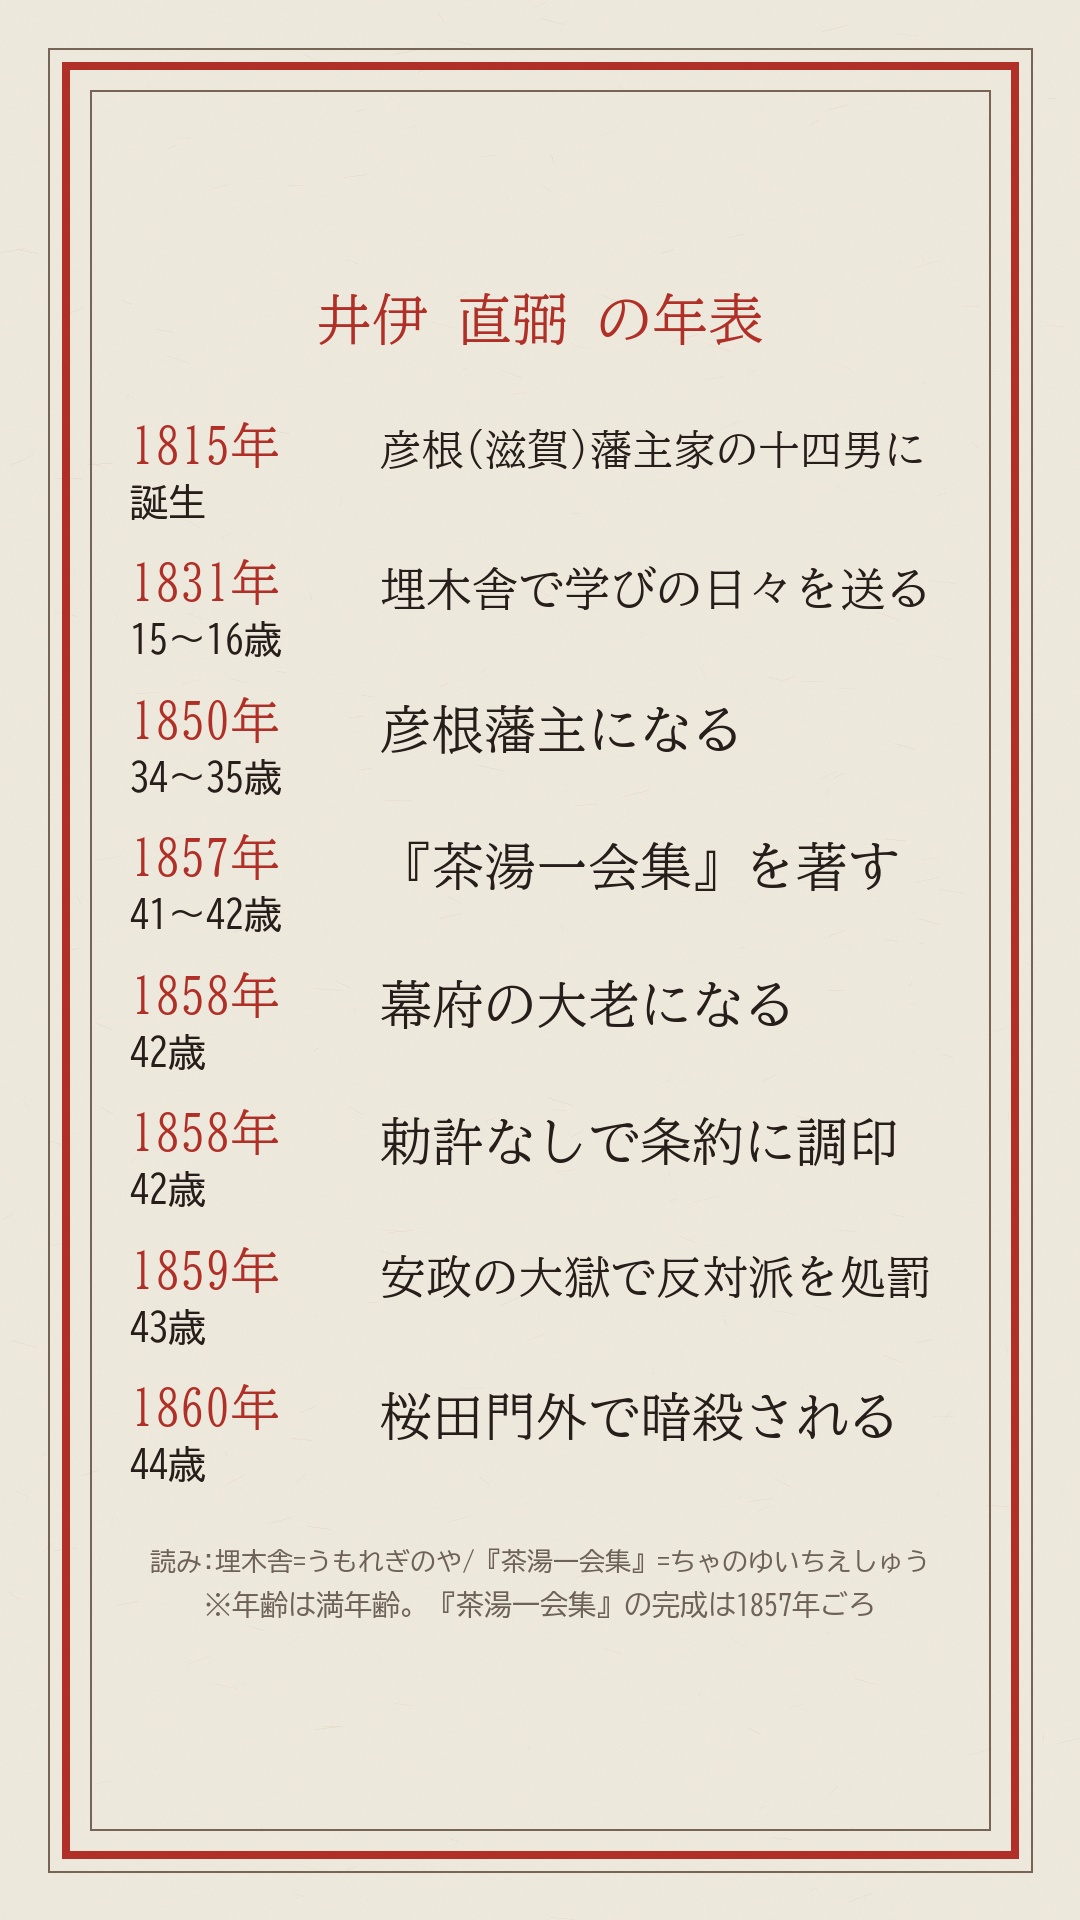 井伊 直弼 の年表
1815年 彦根(滋賀)藩主家の十四男に
誕生
1831年 埋木舎で学びの日々を送る
15〜16歳
1850年 彦根藩主になる
34〜35歳
1857年 『茶湯一会集』を著す
41〜42歳
1858年 幕府の大老になる
42歳
1858年 勅許なしで条約に調印
42歳
1859年 安政の大獄で反対派を処罰
43歳
1860年 桜田門外で暗殺される
44歳
読み:埋木舎=うもれぎのや/『茶湯一会集』=ちゃのゆいちえしゅう
※年齢は満年齢。『茶湯一会集』の完成は1857年ごろ